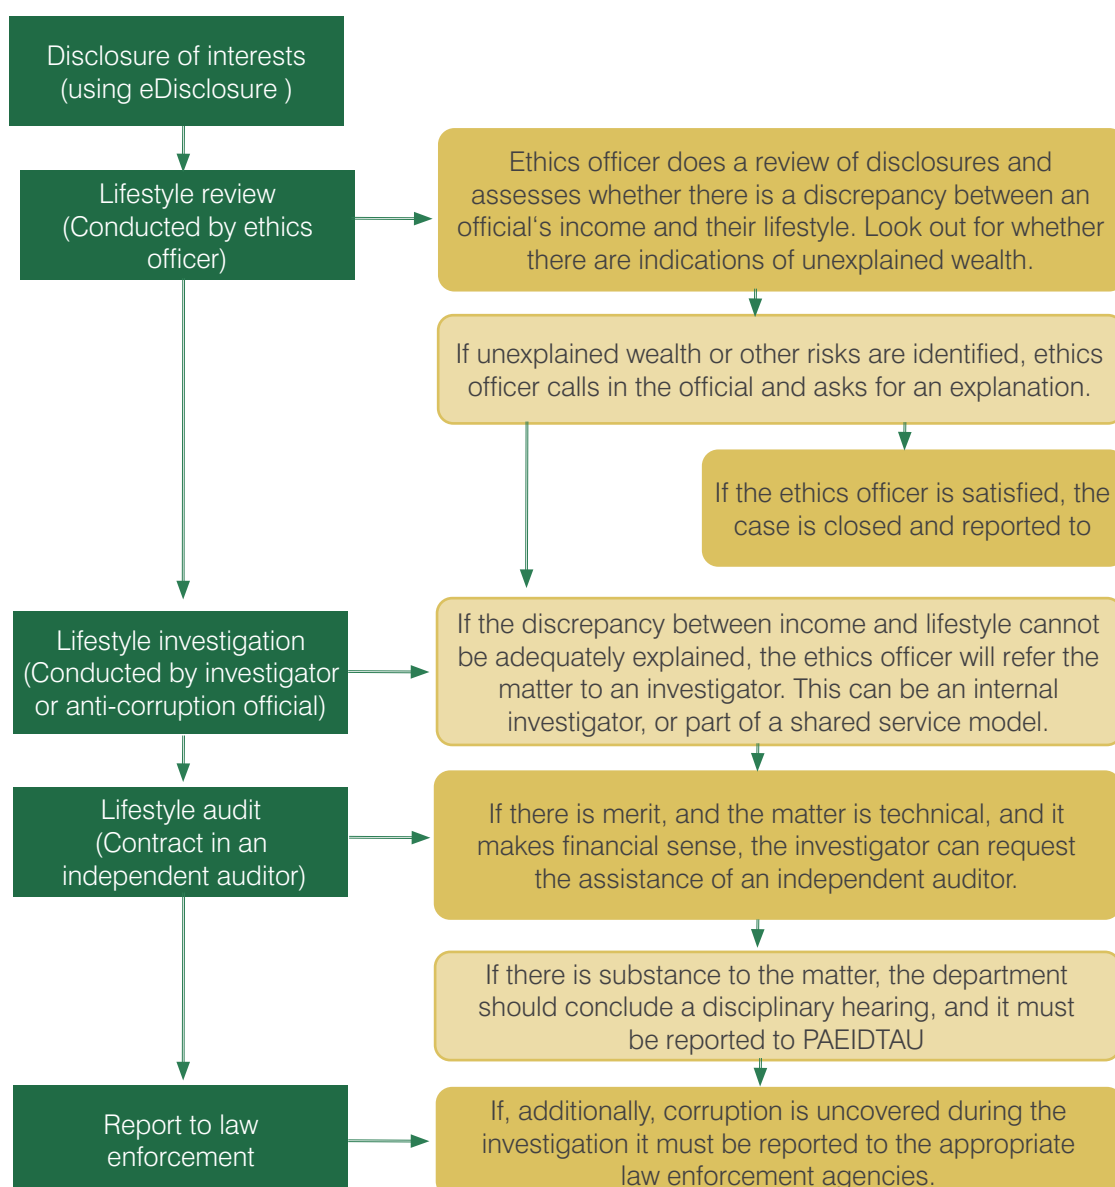 Disclosure of interests
(using eDisclosure )
Lifestyle review
(Conducted by ethics
officer)
Ethics officer does a review of disclosures and
assesses whether there is a discrepancy between an
official‘s income and their lifestyle. Look out for whether
there are indications of unexplained wealth.
If unexplained wealth or other risks are identified, ethics
officer calls in the official and asks for an explanation.
If the ethics officer is satisfied, the
case is closed and reported to
Lifestyle investigation
(Conducted by investigator
or anti-corruption official)
If the discrepancy between income and lifestyle cannot
be adequately explained, the ethics officer will refer the
matter to an investigator. This can be an internal
investigator, or part of a shared service model.
Lifestyle audit
(Contract in an
independent auditor)
If there is merit, and the matter is technical, and it
makes financial sense, the investigator can request
the assistance of an independent auditor.
If there is substance to the matter, the department
should conclude a disciplinary hearing, and it must
be reported to PAEIDTAU
Report to law
enforcement
If, additionally, corruption is uncovered during the
investigation it must be reported to the appropriate
law enforcement agencies.